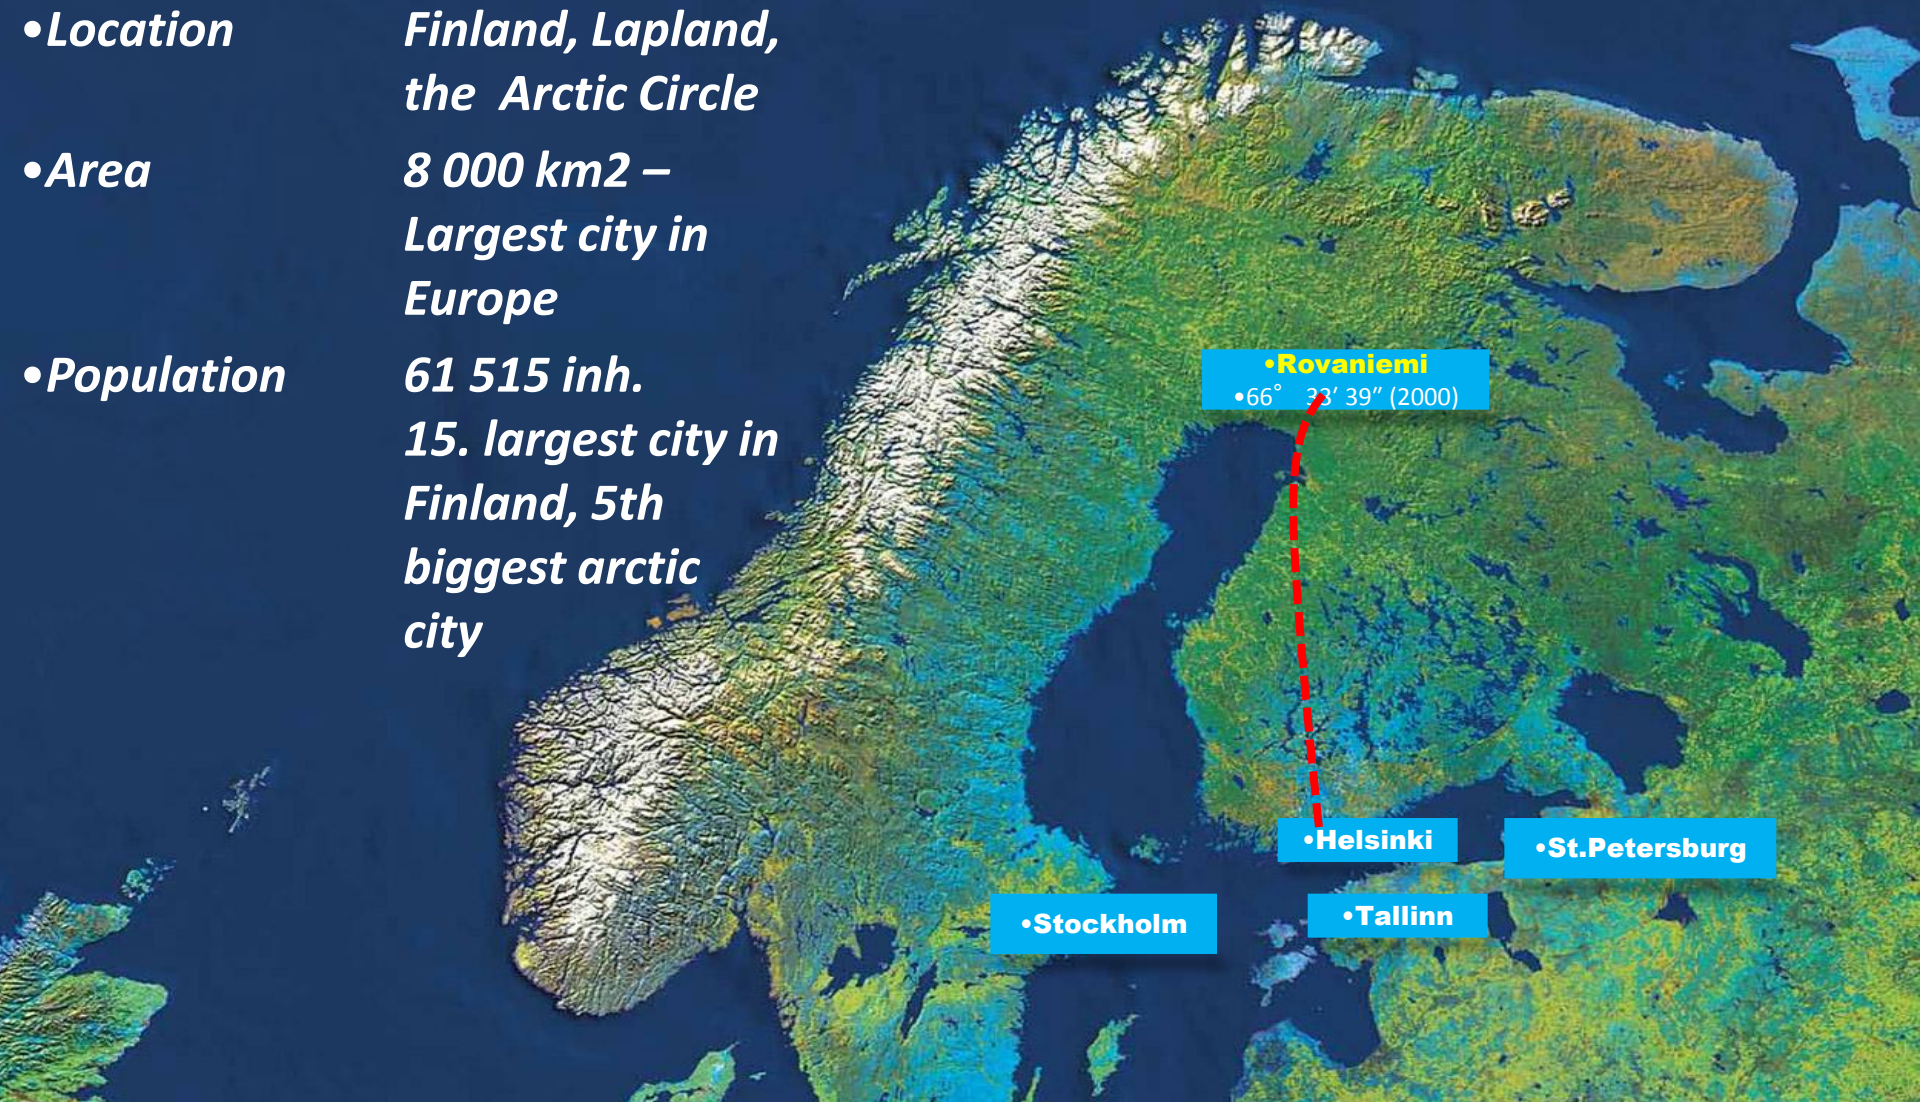 •Location
Finland, Lapland,
the Arctic Circle
•Area
8 000 km2 –
Largest city in
Europe
•Population
61 515 inh.
15. largest city in
Finland, 5th
biggest arctic
city
•Rovaniemi
•66° 33’ 39” (2000)
•Helsinki
•St.Petersburg
•Stockholm
•Tallinn